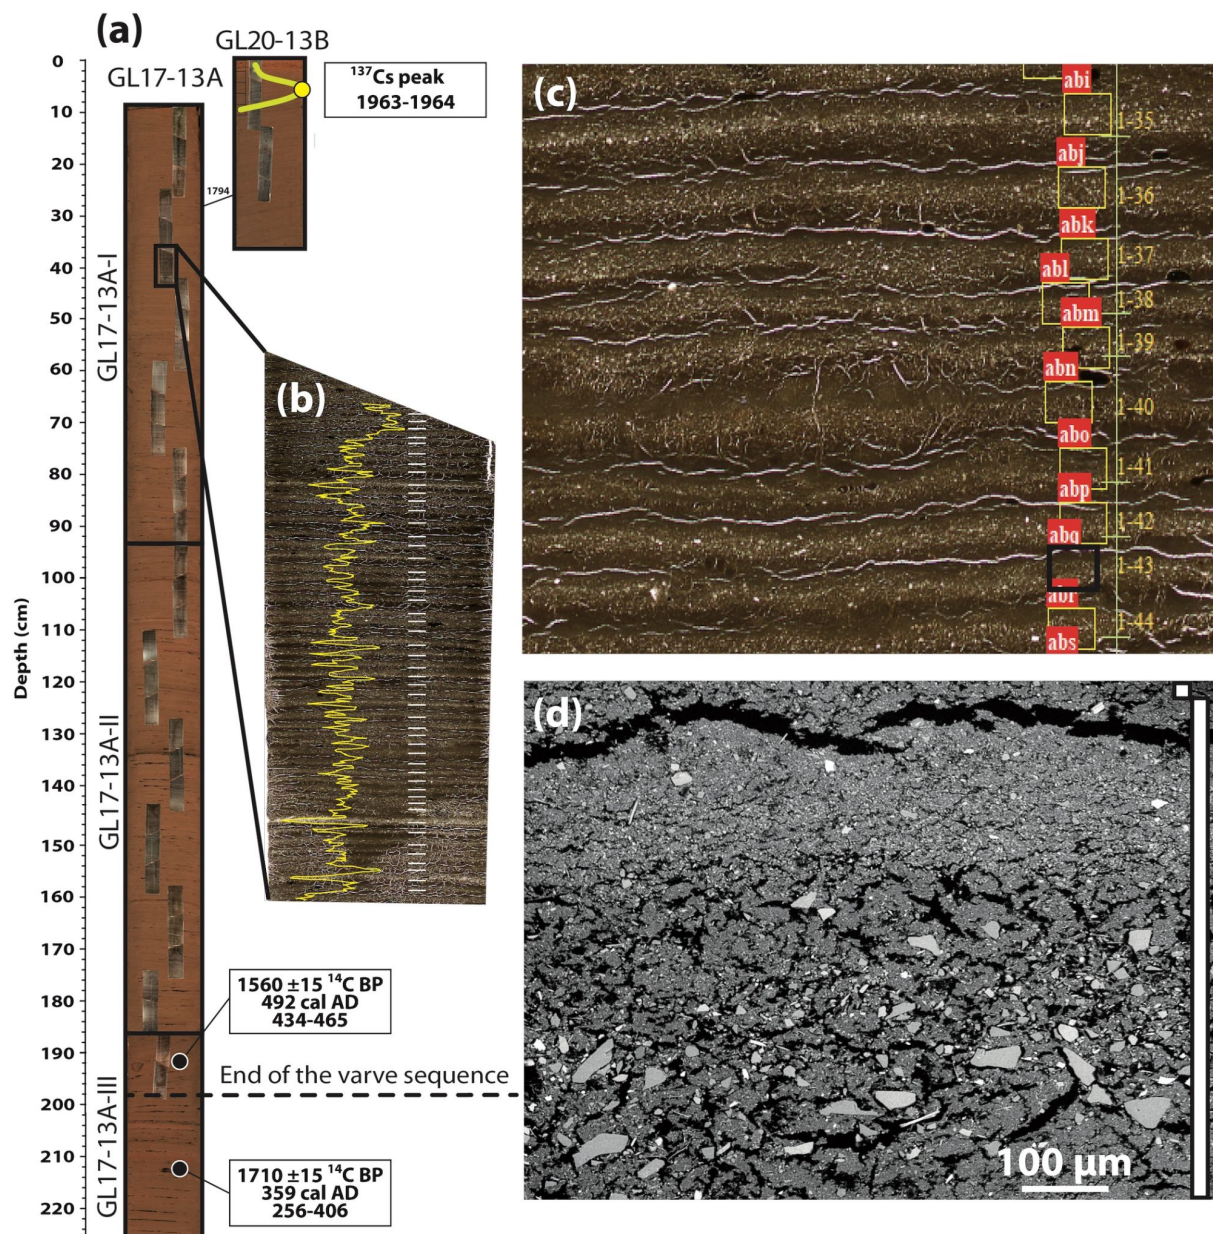 (a)
GL20-13B
GL17-13A
137Cs peak
1963-1964
0
10
20
30
40
50
60
70
80
90
100
110
120
130
140
150
160
170
180
190
200
210
220
Depth (cm)
GL17-13A-I
GL17-13A-II
GL17-13A-III
1794
(b)
1560 ±15 14C BP
492 cal AD
434-465
End of the varve sequence
1710 ±15 14C BP
359 cal AD
256-406
(c)
abi
1-35
abj
1-36
abk
1-37
abl
1-38
abm
1-39
abn
1-40
abo
1-41
abp
1-42
abq
1-43
abr
1-44
abs
(d)
100 µm